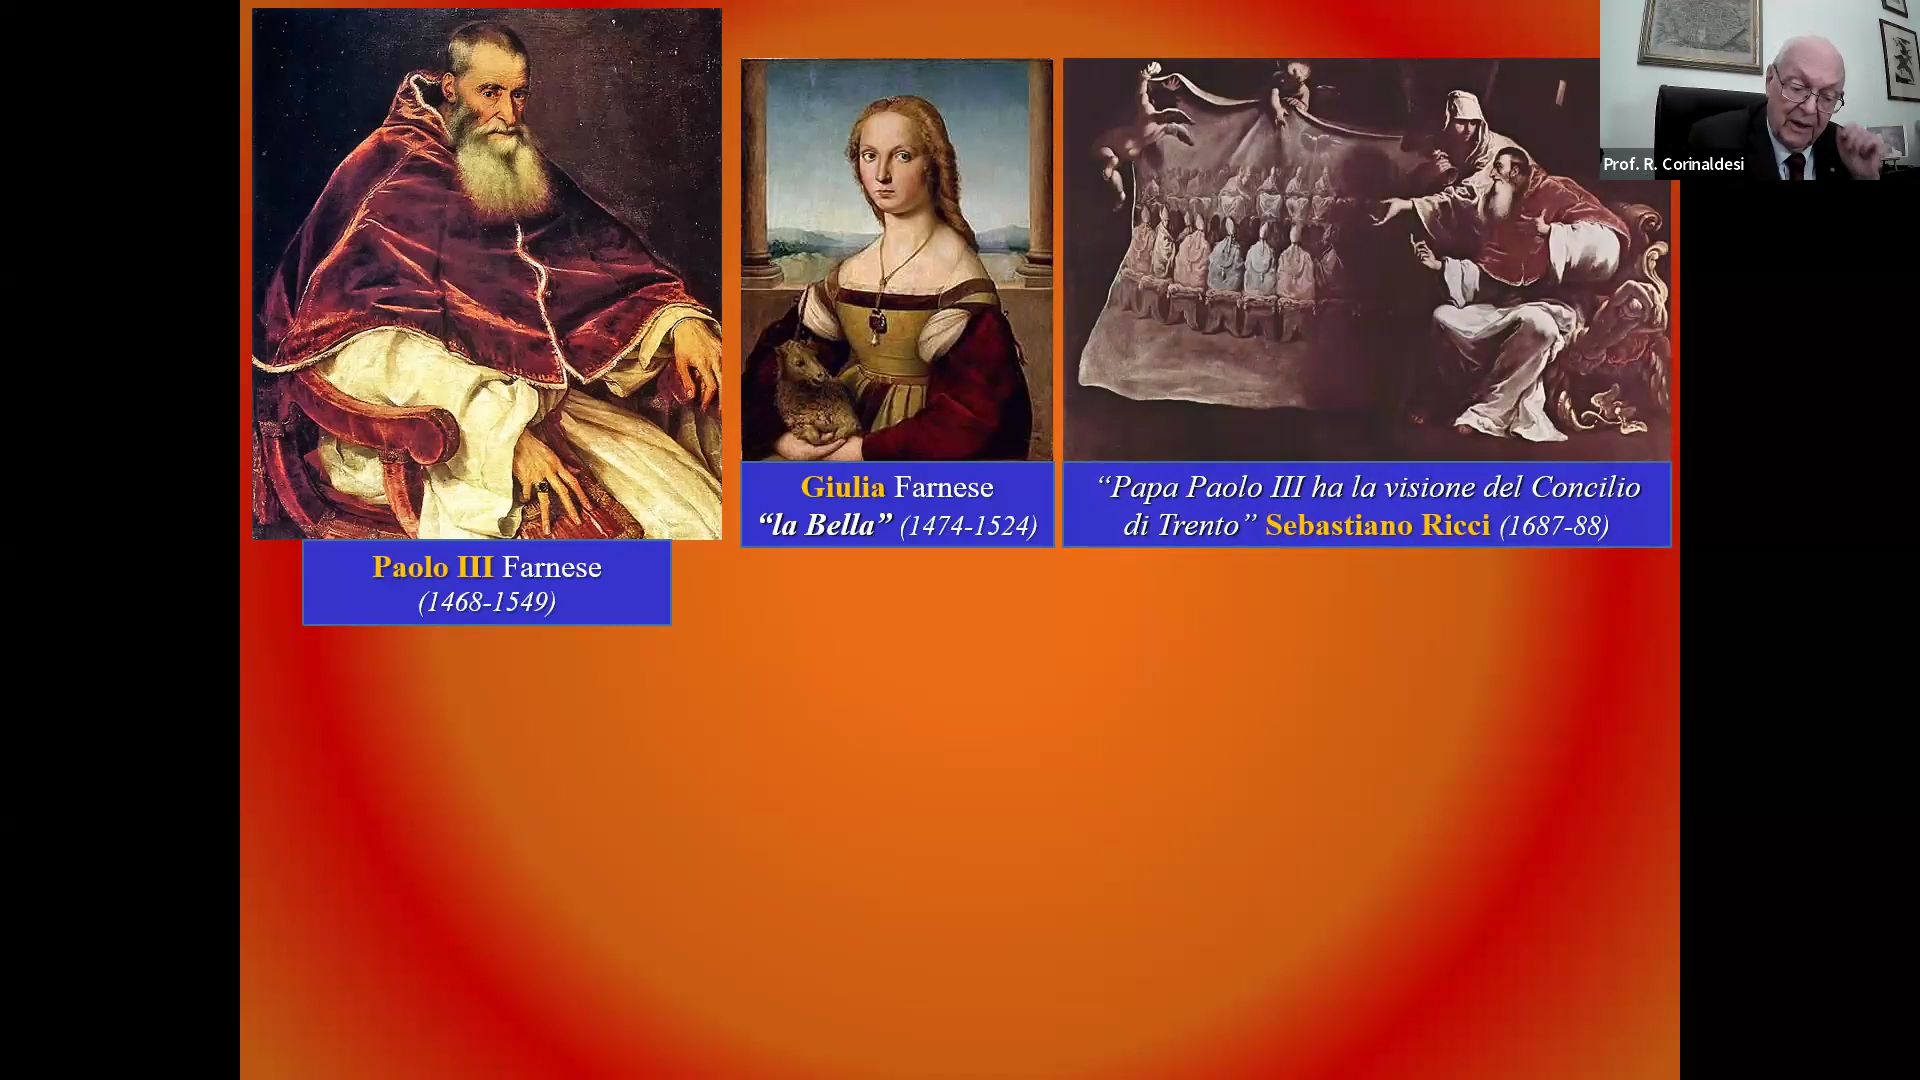 Prof. R. Corinaldesi
Giulia Farnese
“la Bella” (1474-1524)
“Papa Paolo III ha la visione del Concilio
di Trento” Sebastiano Ricci (1687-88)
Paolo III Farnese
(1468-1549)